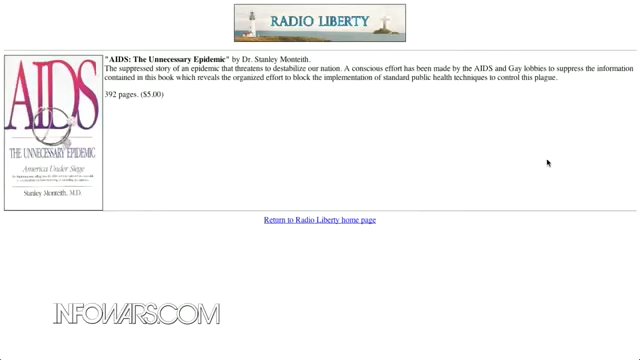 RADIO LIBERTY
"AIDS: The Unnecessary Epidemic" by Dr. Stanley Monteith.
The suppressed story of an epidemic that threatens to destabilize our nation. A conscious effort has been made by the AIDS and Gay lobbies to suppress the information
contained in this book which reveals the organized effort to block the implementation of standard public health techniques to control this plague.
392 pages. ($5.00)
AIDS
THE UNNECESSARY EPIDEMIC
America Under Siege
Stanley Monteith, M.D.
Return to Radio Liberty home page
INFOWARS.COM